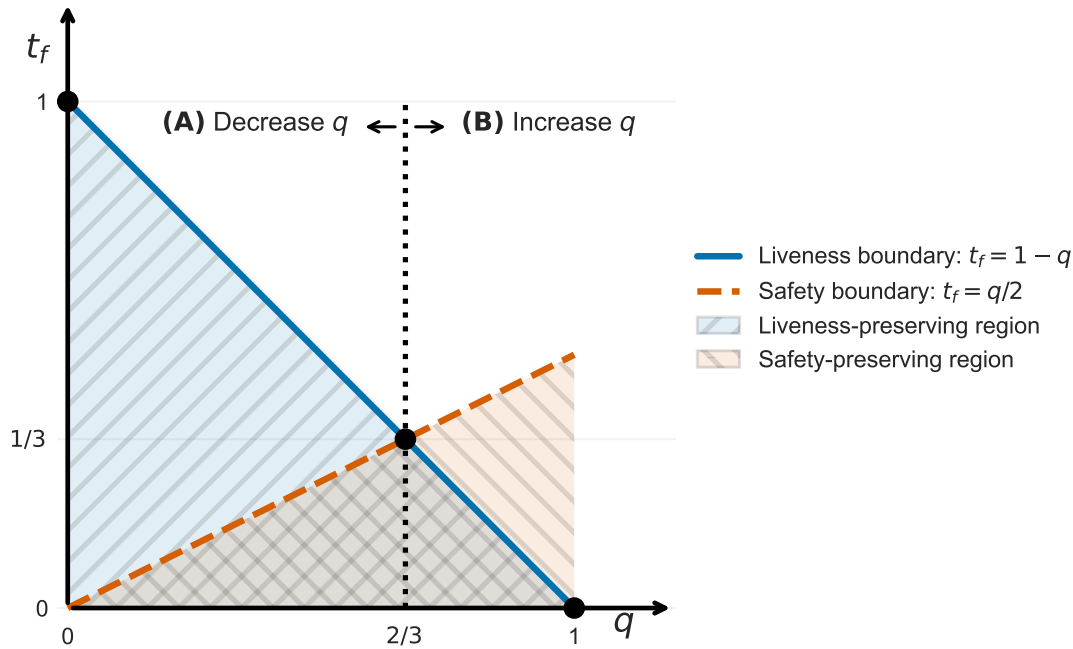 t_f
1
(A) Decrease q
(B) Increase q
Liveness boundary: t_f = 1 − q
Safety boundary: t_f = q/2
Liveness-preserving region
Safety-preserving region
1/3
0
0
2/3
1
q